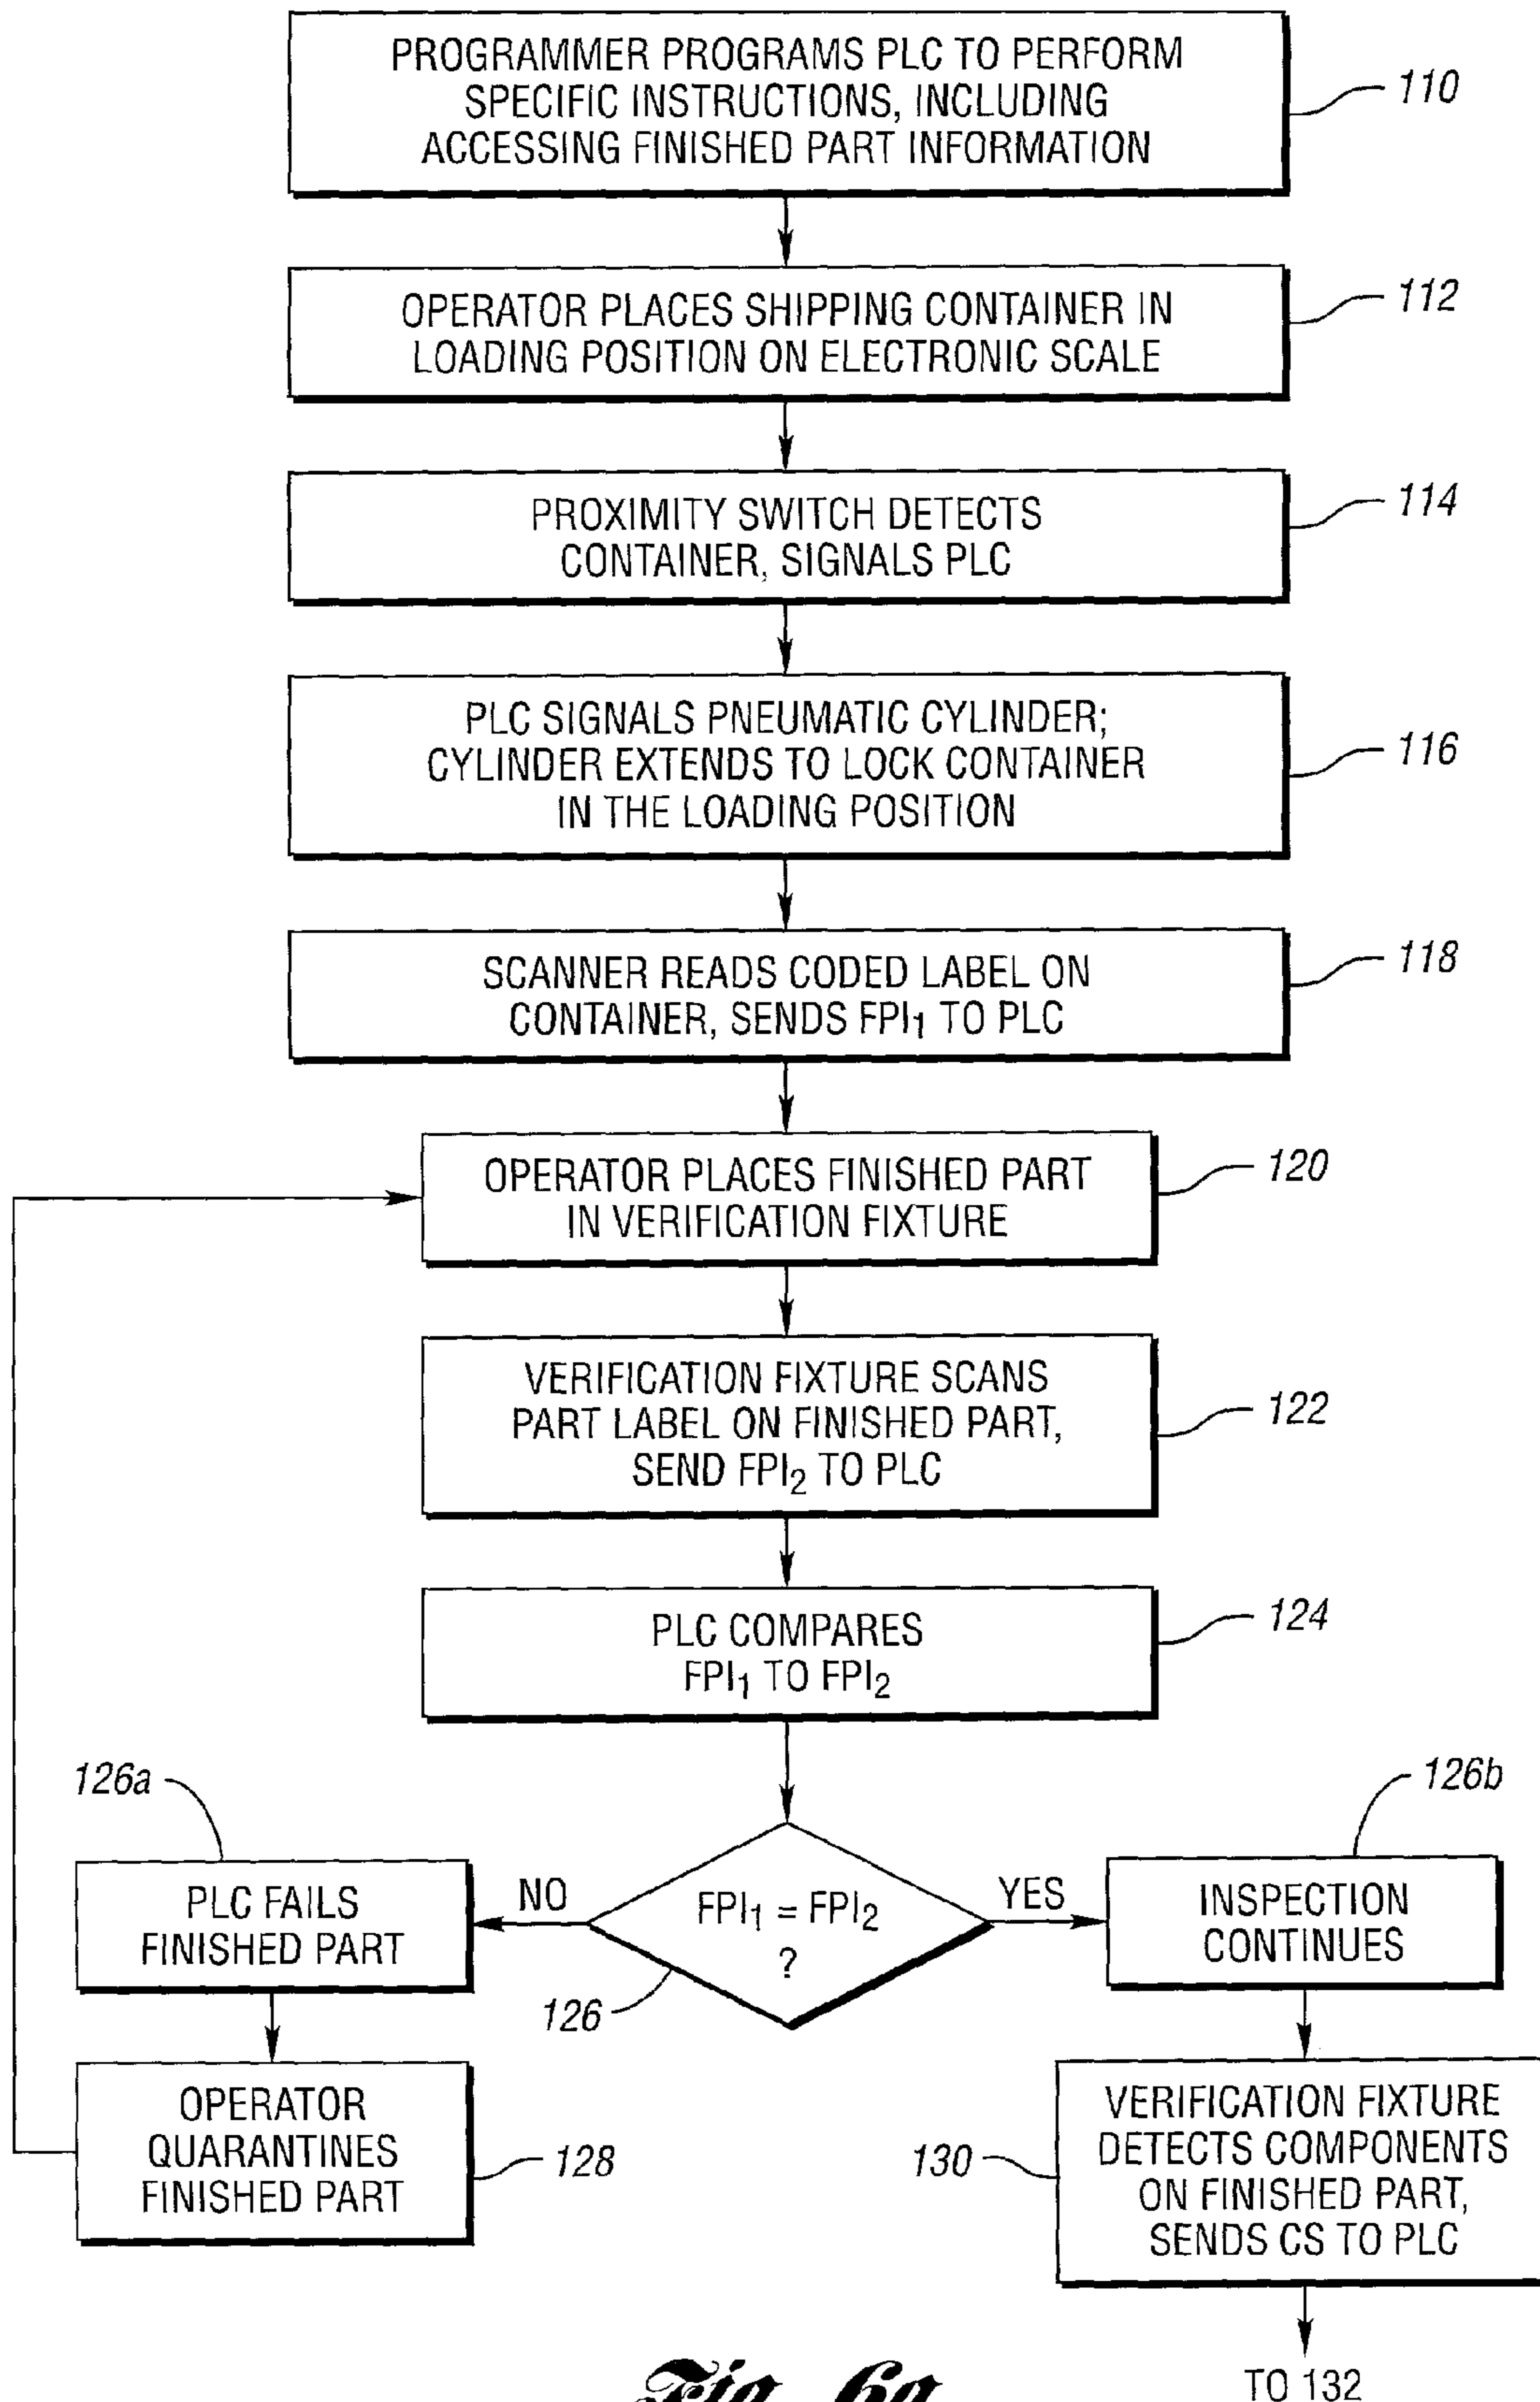 PROGRAMMER PROGRAMS PLC TO PERFORM
SPECIFIC INSTRUCTIONS, INCLUDING
ACCESSING FINISHED PART INFORMATION
110
OPERATOR PLACES SHIPPING CONTAINER IN
LOADING POSITION ON ELECTRONIC SCALE
112
PROXIMITY SWITCH DETECTS
CONTAINER, SIGNALS PLC
114
PLC SIGNALS PNEUMATIC CYLINDER;
CYLINDER EXTENDS TO LOCK CONTAINER
IN THE LOADING POSITION
116
SCANNER READS CODED LABEL ON
CONTAINER, SENDS FPI₁ TO PLC
118
OPERATOR PLACES FINISHED PART
IN VERIFICATION FIXTURE
120
VERIFICATION FIXTURE SCANS
PART LABEL ON FINISHED PART,
SEND FPI₂ TO PLC
122
PLC COMPARES
FPI₁ TO FPI₂
124
126a
PLC FAILS
FINISHED PART
NO
FPI₁ = FPI₂
?
126
YES
126b
INSPECTION
CONTINUES
OPERATOR
QUARANTINES
FINISHED PART
128
130
VERIFICATION FIXTURE
DETECTS COMPONENTS
ON FINISHED PART,
SENDS CS TO PLC
TO 132
Fig. 6a